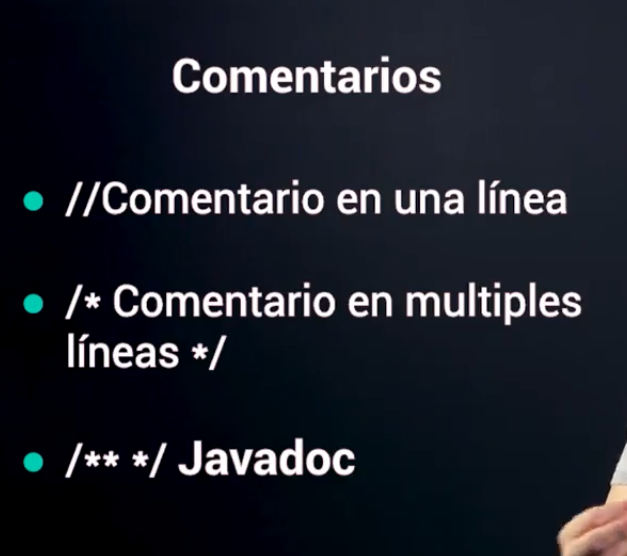 Comentarios
//Comentario en una línea
/* Comentario en multiples
líneas */
/** */ Javadoc